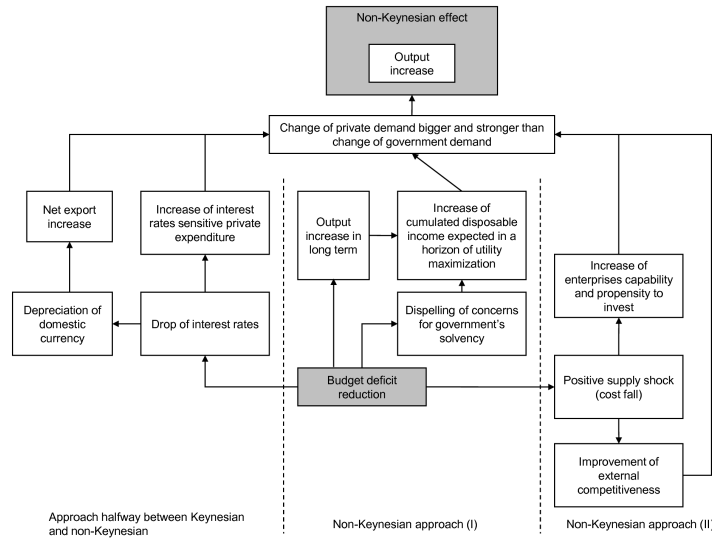 Non-Keynesian effect
Output
increase
Change of private demand bigger and stronger than
change of government demand
Net export
increase
Increase of interest
rates sensitive private
expenditure
Output
increase in
long term
Increase of
cumulated disposable
income expected in a
horizon of utility
maximization
Increase of
enterprises capability
and propensity to
invest
Depreciation of
domestic
currency
Drop of interest rates
Dispelling of concerns
for government's
solvency
Budget deficit
reduction
Positive supply shock
(cost fall)
Improvement of
external
competitiveness
Approach halfway between Keynesian
and non-Keynesian
Non-Keynesian approach (I)
Non-Keynesian approach (II)